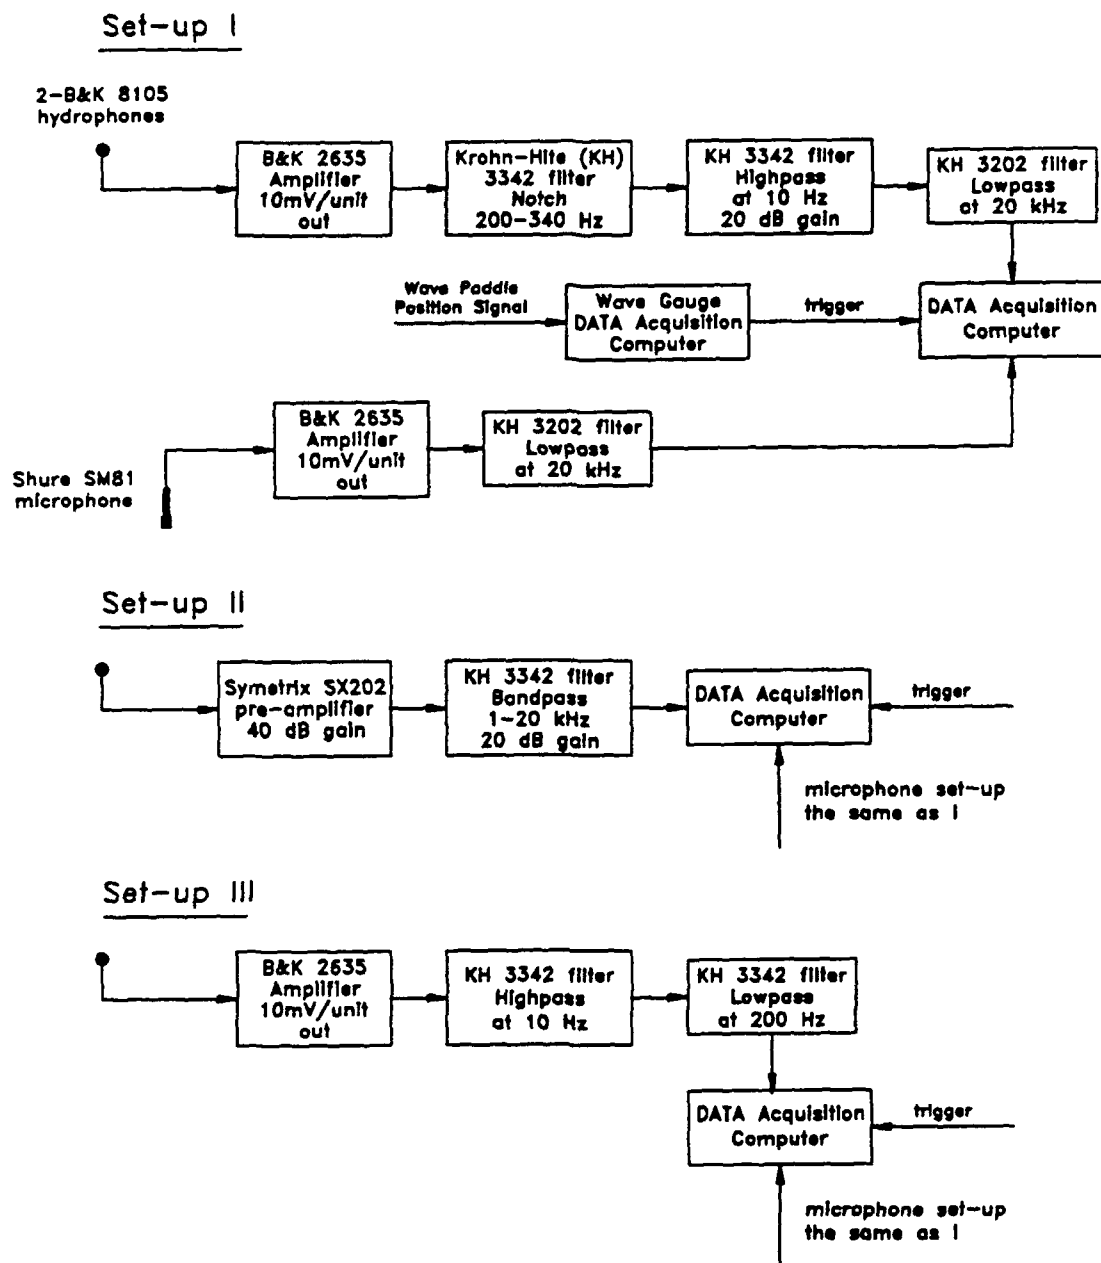 Set-up I
2-B&K 8105
hydrophones
B&K 2635
Amplifier
10mV/unit
out
Krohn-Hite (KH)
3342 filter
Notch
200-340 Hz
KH 3342 filter
Highpass
at 10 Hz
20 dB gain
KH 3202 filter
Lowpass
at 20 kHz
Wave Paddle
Position Signal
Wave Gauge
DATA Acquisition
Computer
trigger
DATA Acquisition
Computer
B&K 2635
Amplifier
10mV/unit
out
KH 3202 filter
Lowpass
at 20 kHz
Shure SM81
microphone
Set-up II
Symetrix SX202
pre-amplifier
40 dB gain
KH 3342 filter
Bandpass
1-20 kHz
20 dB gain
DATA Acquisition
Computer
trigger
microphone set-up
the same as I
Set-up III
B&K 2635
Amplifier
10mV/unit
out
KH 3342 filter
Highpass
at 10 Hz
KH 3342 filter
Lowpass
at 200 Hz
DATA Acquisition
Computer
trigger
microphone set-up
the same as I